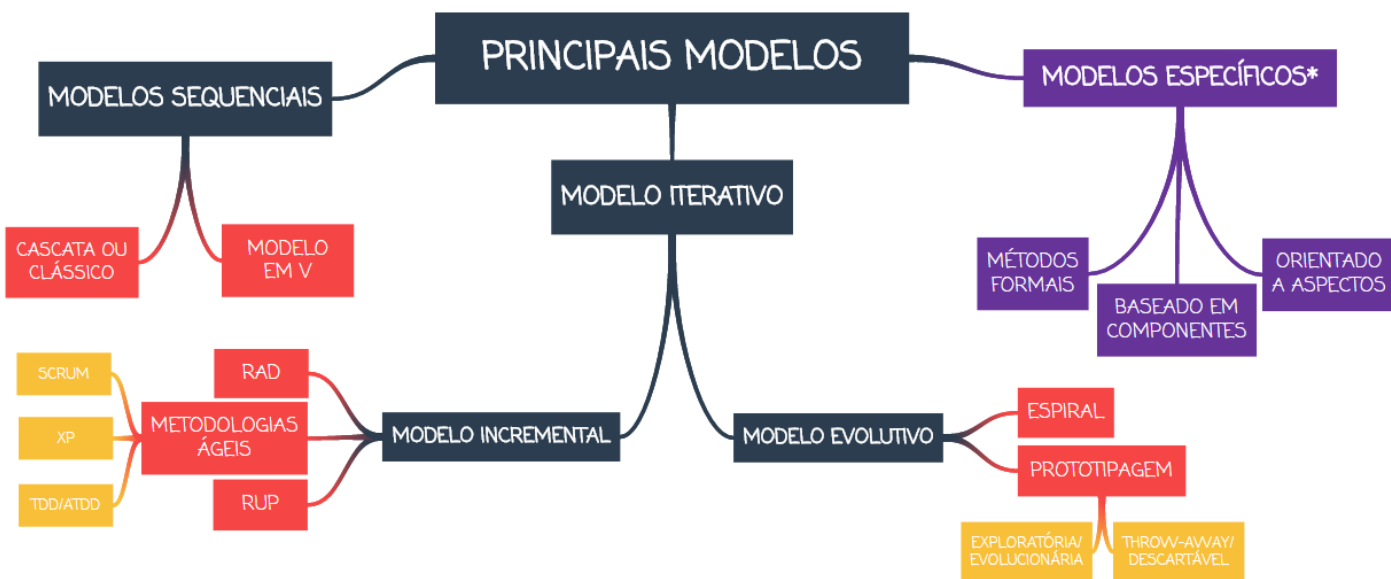 PRINCIPAIS MODELOS
MODELOS SEQUENCIAIS
MODELOS ESPECÍFICOS*
MODELO ITERATIVO
CASCATA OU
CLÁSSICO
MODELO
EM V
MÉTODOS
FORMAIS
BASEADO EM
COMPONENTES
ORIENTADO
A ASPECTOS
SCRUM
XP
TDD/ATDD
METODOLOGIAS
ÁGEIS
RAD
RUP
MODELO INCREMENTAL
MODELO EVOLUTIVO
ESPIRAL
PROTOTIPAGEM
EXPLORATÓRIA/
EVOLUCIONÁRIA
THROW-AWAY/
DESCARTÁVEL